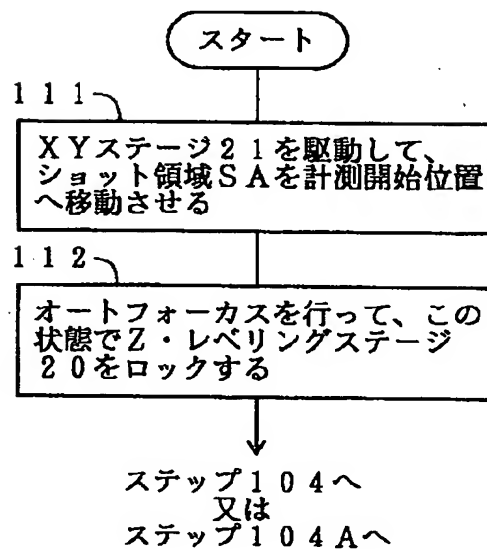 スタート
111
XYステージ21を駆動して、
ショット領域SAを計測開始位置
へ移動させる
112
オートフォーカスを行って、この
状態でZ・レベリングステージ
20をロックする
ステップ104へ
又は
ステップ104Aへ